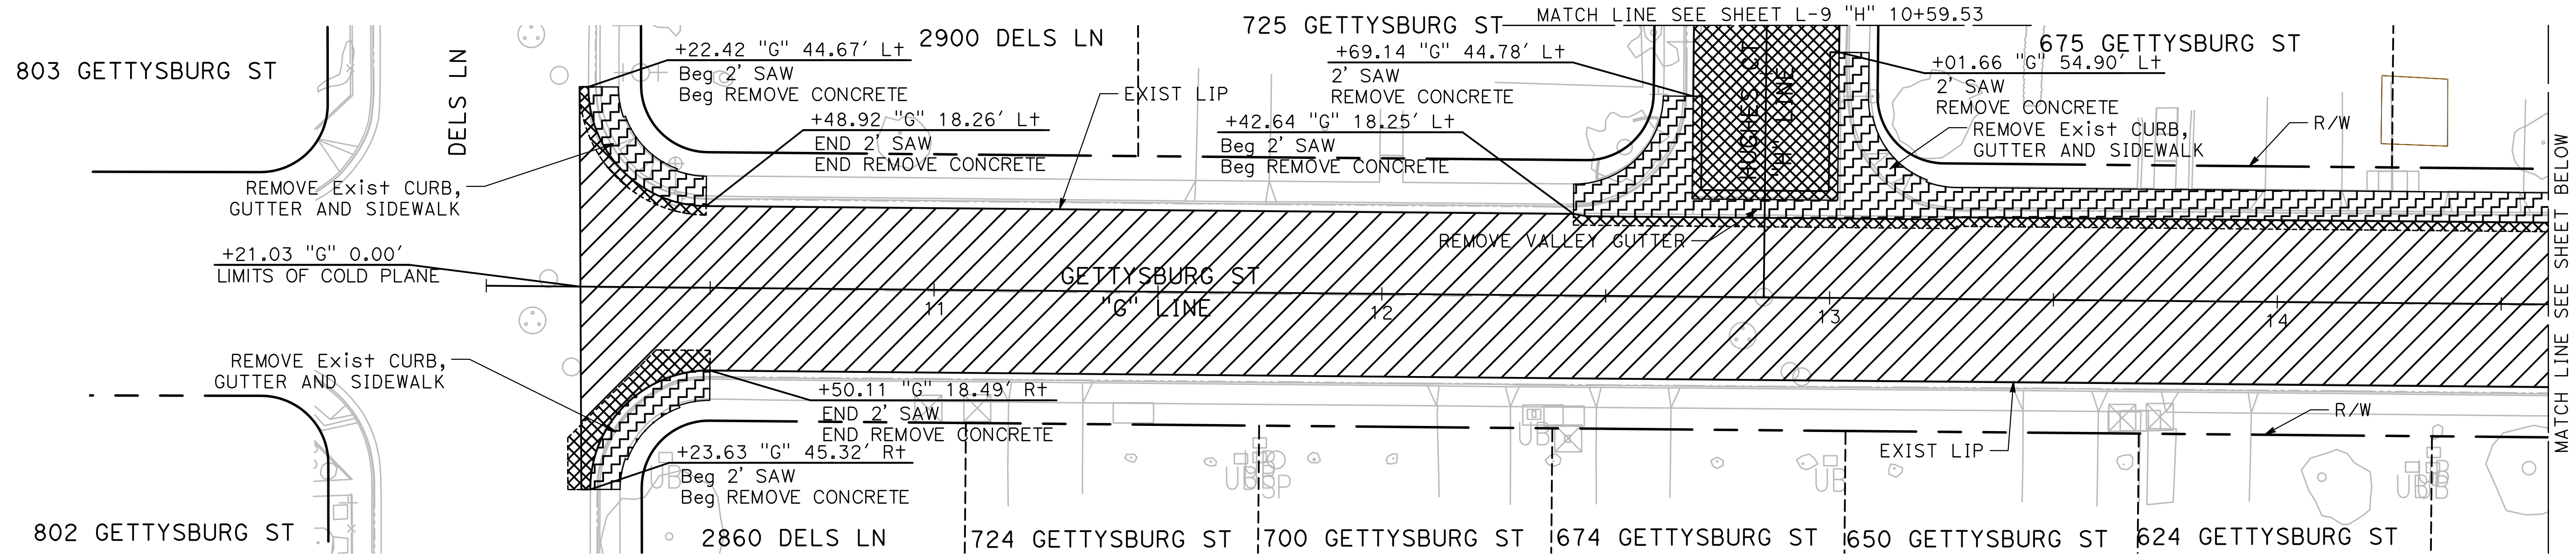 MATCH LINE SEE SHEET L-9 "H" 10+59.53
803 GETTYSBURG ST
DELS LN
+22.42 "G" 44.67' Lt
Beg 2' SAW
Beg REMOVE CONCRETE
2900 DELS LN
725 GETTYSBURG ST
+69.14 "G" 44.78' Lt
2' SAW
REMOVE CONCRETE
HUGHES CT
"H" LINE
675 GETTYSBURG ST
+01.66 "G" 54.90' Lt
2' SAW
REMOVE CONCRETE
EXIST LIP
+48.92 "G" 18.26' Lt
END 2' SAW
END REMOVE CONCRETE
+42.64 "G" 18.25' Lt
Beg 2' SAW
Beg REMOVE CONCRETE
REMOVE Exist CURB,
GUTTER AND SIDEWALK
R/W
REMOVE Exist CURB,
GUTTER AND SIDEWALK
REMOVE VALLEY GUTTER
+21.03 "G" 0.00'
LIMITS OF COLD PLANE
GETTYSBURG ST
"G" LINE
11
12
13
14
MATCH LINE SEE SHEET BELOW
REMOVE Exist CURB,
GUTTER AND SIDEWALK
+50.11 "G" 18.49' Rt
END 2' SAW
END REMOVE CONCRETE
+23.63 "G" 45.32' Rt
Beg 2' SAW
Beg REMOVE CONCRETE
EXIST LIP
R/W
UB
UB
SP
UB
UB
802 GETTYSBURG ST
2860 DELS LN
724 GETTYSBURG ST
700 GETTYSBURG ST
674 GETTYSBURG ST
650 GETTYSBURG ST
624 GETTYSBURG ST